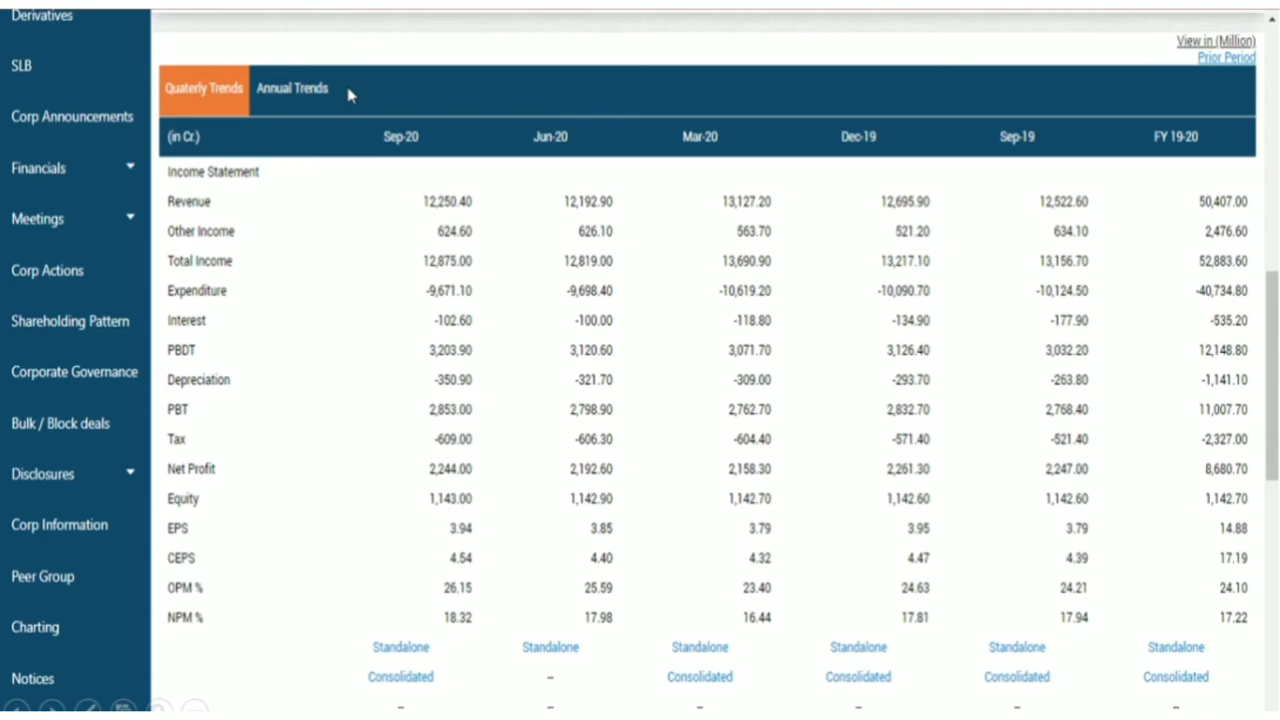 Derivatives
SLB
Corp Announcements
Financials
Meetings
Corp Actions
Shareholding Pattern
Corporate Governance
Bulk / Block deals
Disclosures
Corp Information
Peer Group
Charting
Notices
View in (Million)
Prior Period
Quaterly Trends Annual Trends
(in Cr.) Sep-20 Jun-20 Mar-20 Dec-19 Sep-19 FY 19-20
Income Statement
Revenue 12,250.40 12,192.90 13,127.20 12,695.90 12,522.60 50,407.00
Other Income 624.60 626.10 563.70 521.20 634.10 2,476.60
Total Income 12,875.00 12,819.00 13,690.90 13,217.10 13,156.70 52,883.60
Expenditure -9,671.10 -9,698.40 -10,619.20 -10,090.70 -10,124.50 -40,734.80
Interest -102.60 -100.00 -118.80 -134.90 -177.90 -535.20
PBDT 3,203.90 3,120.60 3,071.70 3,126.40 3,032.20 12,148.80
Depreciation -350.90 -321.70 -309.00 -293.70 -263.80 -1,141.10
PBT 2,853.00 2,798.90 2,762.70 2,832.70 2,768.40 11,007.70
Tax -609.00 -606.30 -604.40 -571.40 -521.40 -2,327.00
Net Profit 2,244.00 2,192.60 2,158.30 2,261.30 2,247.00 8,680.70
Equity 1,143.00 1,142.90 1,142.70 1,142.60 1,142.60 1,142.70
EPS 3.94 3.85 3.79 3.95 3.79 14.88
CEPS 4.54 4.40 4.32 4.47 4.39 17.19
OPM % 26.15 25.59 23.40 24.63 24.21 24.10
NPM % 18.32 17.98 16.44 17.81 17.94 17.22
Standalone Standalone Standalone Standalone Standalone Standalone
Consolidated -- Consolidated Consolidated Consolidated Consolidated
-- -- -- -- -- --